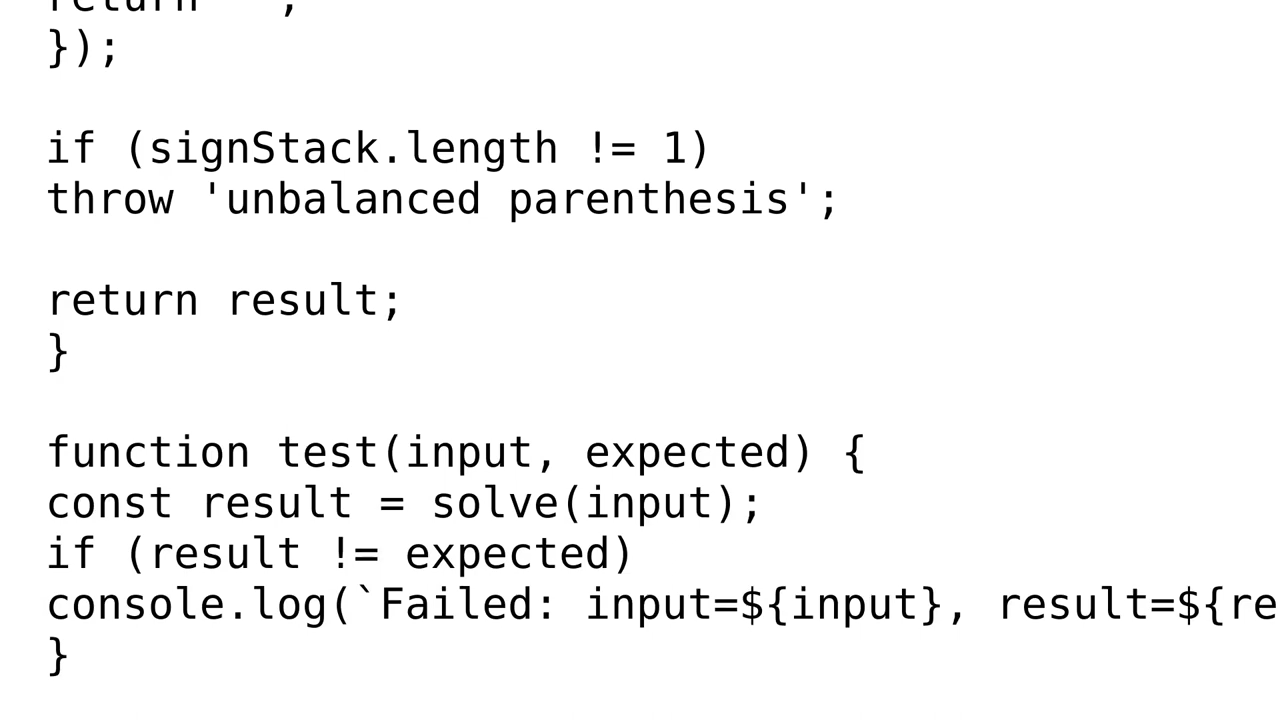 });
if (signStack.length != 1)
throw 'unbalanced parenthesis';
return result;
}
function test(input, expected) {
const result = solve(input);
if (result != expected)
console.log(`Failed: input=${input}, result=${re
}